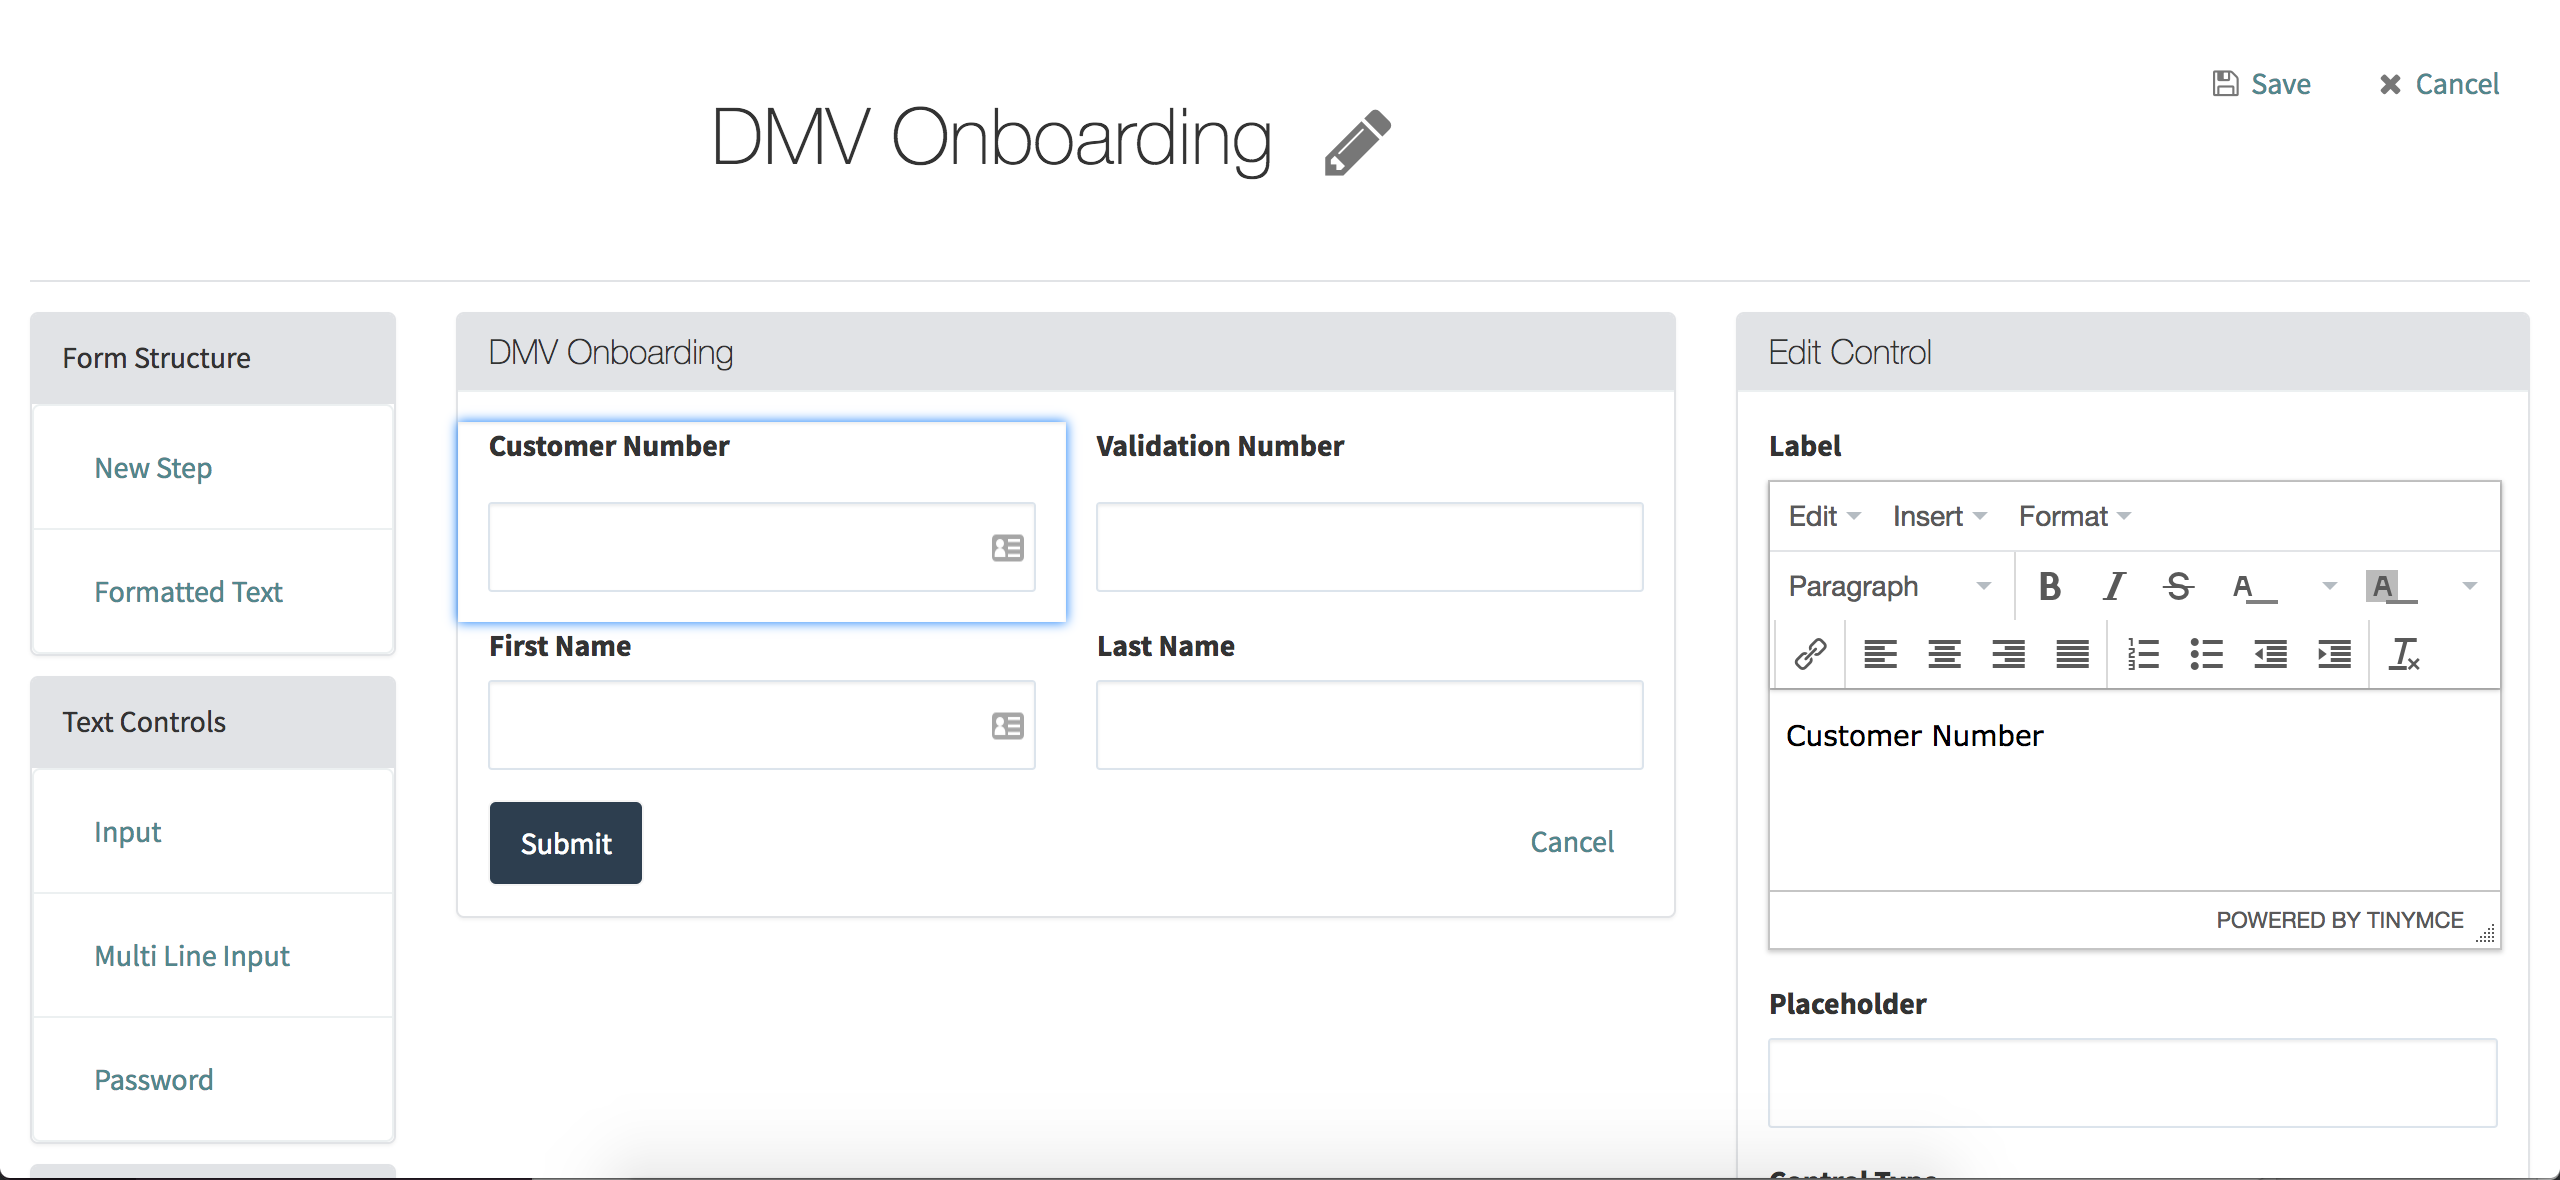 Save
Cancel
DMV Onboarding
Form Structure
New Step
Formatted Text
Text Controls
Input
Multi Line Input
Password
DMV Onboarding
Customer Number
Validation Number
First Name
Last Name
Submit
Cancel
Edit Control
Label
Edit Insert Format
Paragraph B I S A A
Customer Number
POWERED BY TINYMCE
Placeholder
Control Type